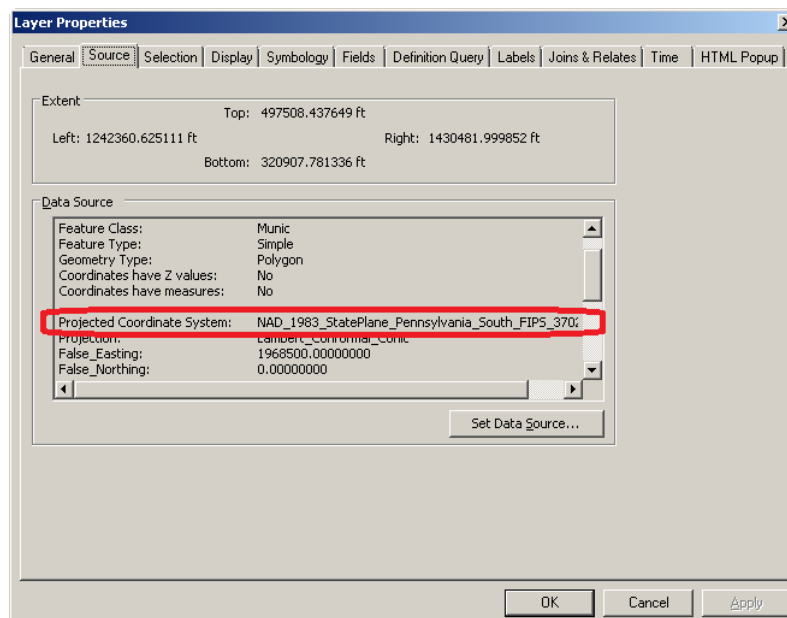 Layer Properties
General Source Selection Display Symbology Fields Definition Query Labels Joins & Relates Time HTML Popup
Extent
Top: 497508.437649 ft
Left: 1242360.625111 ft Right: 1430481.999852 ft
Bottom: 320907.781336 ft
Data Source
Feature Class: Munic
Feature Type: Simple
Geometry Type: Polygon
Coordinates have Z values: No
Coordinates have measures: No
Projected Coordinate System: NAD_1983_StatePlane_Pennsylvania_South_FIPS_3702
Projection: Lambert_Conformal_Conic
False_Easting: 1968500.00000000
False_Northing: 0.00000000
Set Data Source...
OK Cancel Apply